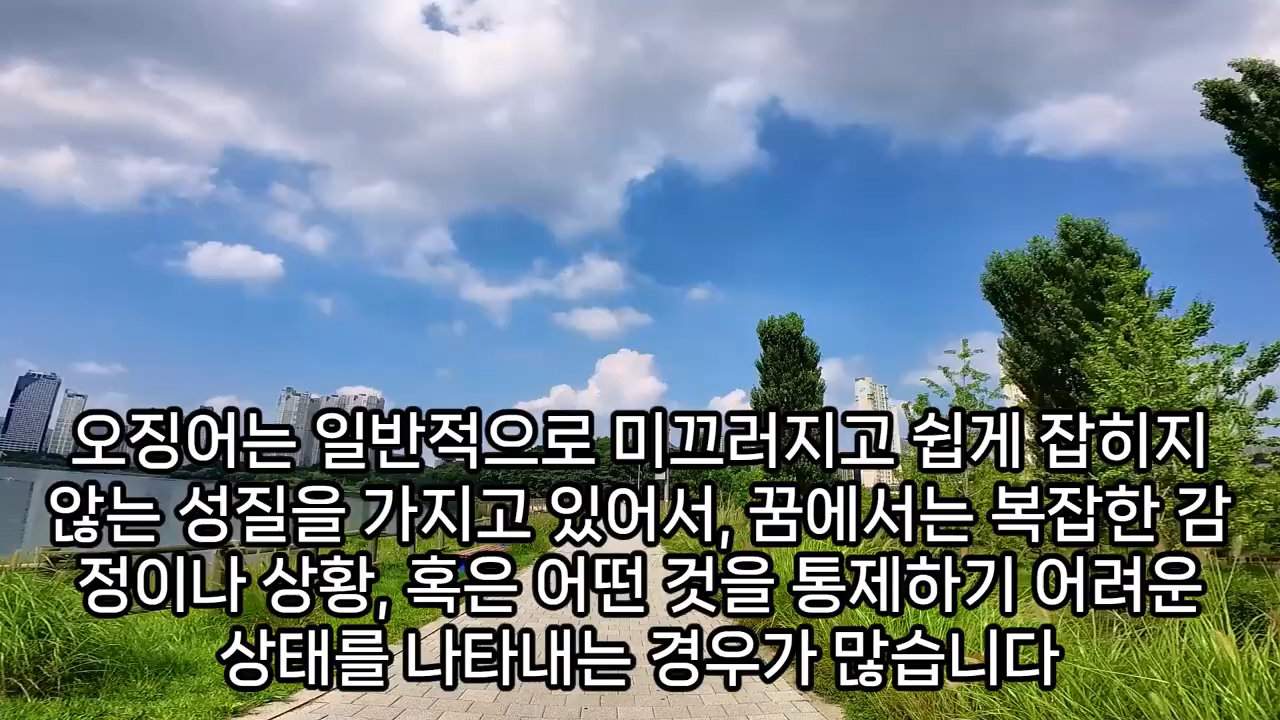 오징어는 일반적으로 미끄러지고 쉽게 잡히지
않는 성질을 가지고 있어서, 꿈에서는 복잡한 감
정이나 상황, 혹은 어떤 것을 통제하기 어려운
상태를 나타내는 경우가 많습니다